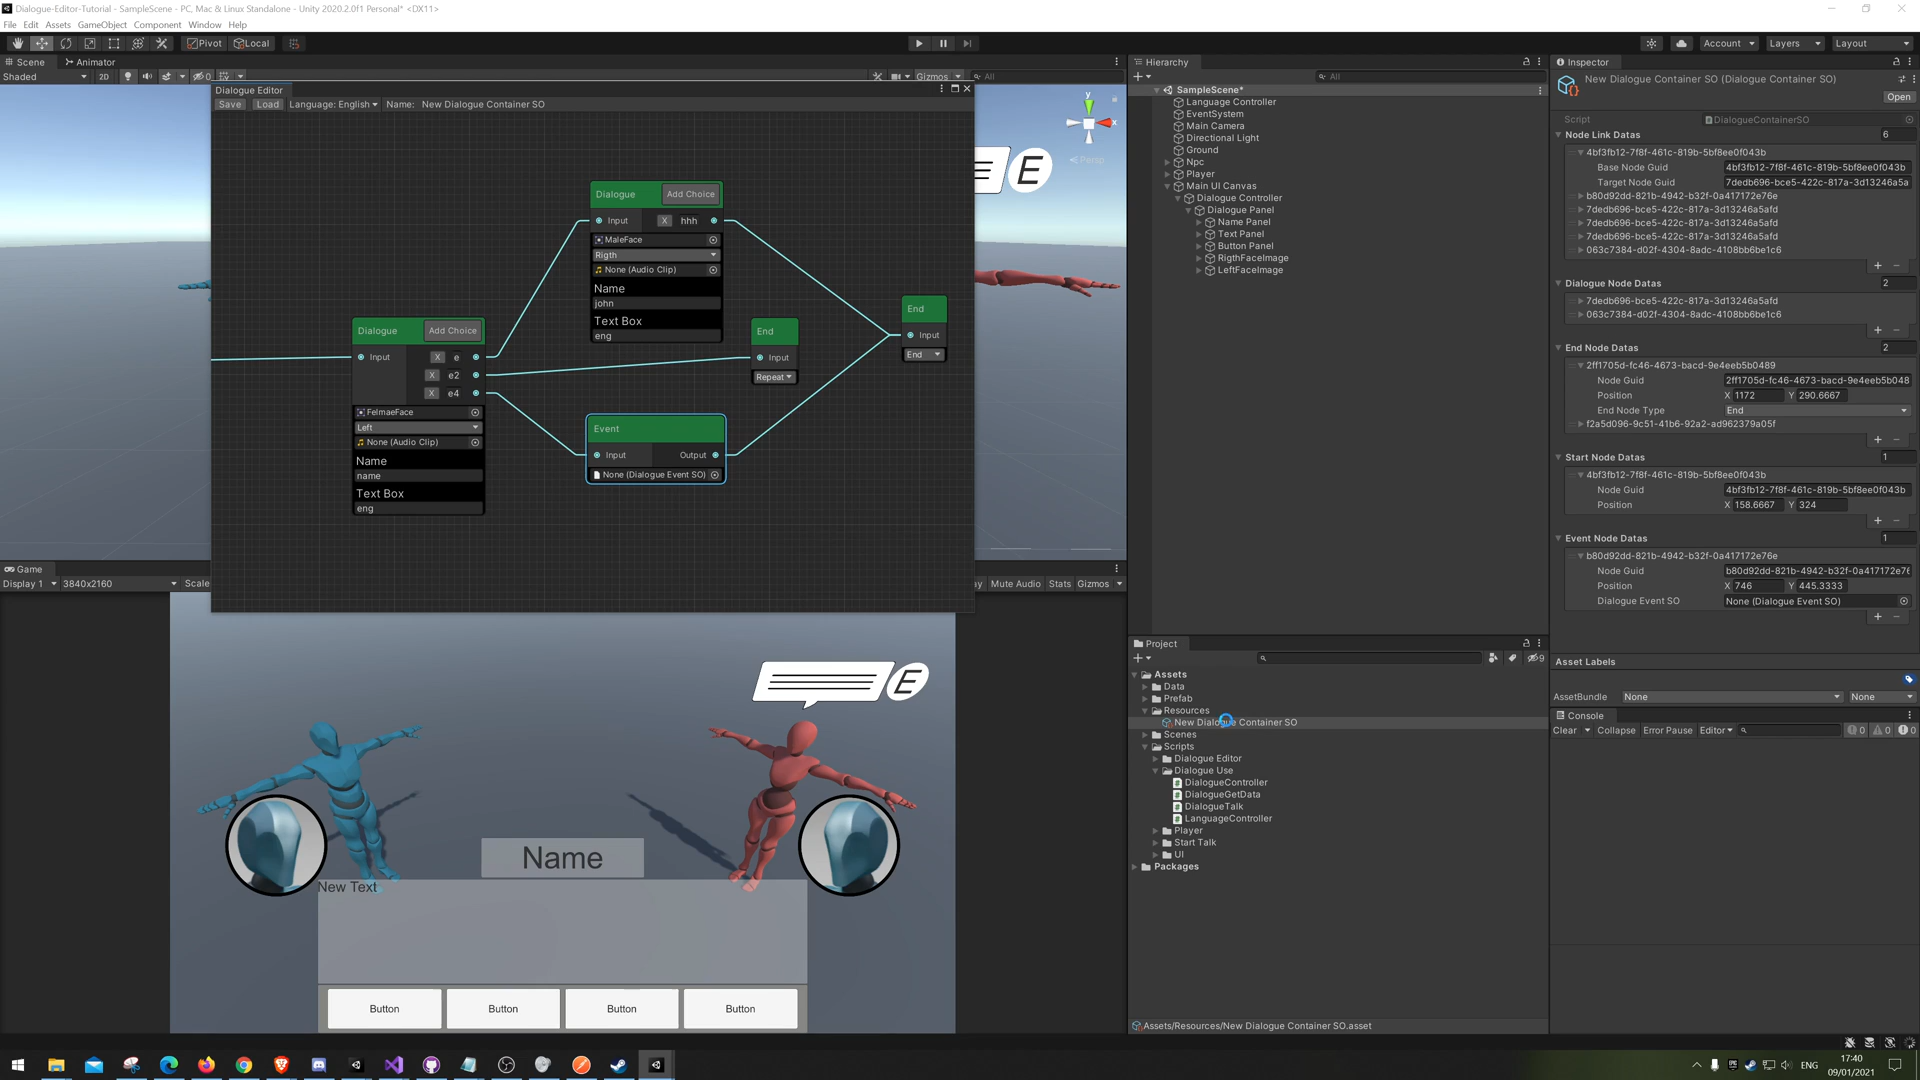 Dialogue-Editor-Tutorial - SampleScene - PC, Mac & Linux Standalone - Unity 2020.2.0f1 Personal* <DX11>
File Edit Assets GameObject Component Window Help
Pivot Local Account Layers Layout
Scene Animator
Shaded 2D 0 Gizmos All
Dialogue Editor
Save Load Language: English Name: New Dialogue Container SO
y
x
Persp
E
Dialogue Add Choice
Input X hhh
MaleFace
Rigth
None (Audio Clip)
Name
john
Text Box
eng
End
Input
End
End
Input
Repeat
Dialogue Add Choice
Input X e
X e2
X e4
FelmaeFace
Left
None (Audio Clip)
Name
name
Text Box
eng
Event
Input Output
None (Dialogue Event SO)
Game
Display 1 3840x2160 Scale Mute Audio Stats Gizmos
E
Name
New Text
Button Button Button Button
Hierarchy
All
SampleScene*
Language Controller
EventSystem
Main Camera
Directional Light
Ground
Npc
Player
Main UI Canvas
Dialogue Controller
Dialogue Panel
Name Panel
Text Panel
Button Panel
RigthFaceImage
LeftFaceImage
Project
9
Assets
Data
Prefab
Resources
New Dialogue Container SO
Scenes
Scripts
Dialogue Editor
Dialogue Use
DialogueController
DialogueGetData
DialogueTalk
LanguageController
Player
Start Talk
UI
Packages
Assets/Resources/New Dialogue Container SO.asset
Inspector
New Dialogue Container SO (Dialogue Container SO)
Open
Script DialogueContainerSO
Node Link Datas 6
4bf3fb12-7f8f-461c-819b-5bf8ee0f043b
Base Node Guid 4bf3fb12-7f8f-461c-819b-5bf8ee0f043b
Target Node Guid 7dedb696-bce5-422c-817a-3d13246a5a
b80d92dd-821b-4942-b32f-0a417172e76e
7dedb696-bce5-422c-817a-3d13246a5afd
7dedb696-bce5-422c-817a-3d13246a5afd
7dedb696-bce5-422c-817a-3d13246a5afd
063c7384-d02f-4304-8adc-4108bb6be1c6
Dialogue Node Datas 2
7dedb696-bce5-422c-817a-3d13246a5afd
063c7384-d02f-4304-8adc-4108bb6be1c6
End Node Datas 2
2ff1705d-fc46-4673-bacd-9e4eeb5b0489
Node Guid 2ff1705d-fc46-4673-bacd-9e4eeb5b048
Position X 1172 Y 290.6667
End Node Type End
f2a5d096-9c51-41b6-92a2-ad962379a05f
Start Node Datas 1
4bf3fb12-7f8f-461c-819b-5bf8ee0f043b
Node Guid 4bf3fb12-7f8f-461c-819b-5bf8ee0f043b
Position X 158.6667 Y 324
Event Node Datas 1
b80d92dd-821b-4942-b32f-0a417172e76e
Node Guid b80d92dd-821b-4942-b32f-0a417172e7
Position X 746 Y 445.3333
Dialogue Event SO None (Dialogue Event SO)
Asset Labels
AssetBundle None None
Console
Clear Collapse Error Pause Editor 0 0 0
ENG
17:40
09/01/2021